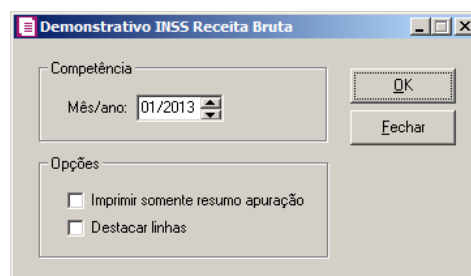 Demonstrativo INSS Receita Bruta
Competência
Mês/ano: 01/2013
OK
Fechar
Opções
Imprimir somente resumo apuração
Destacar linhas